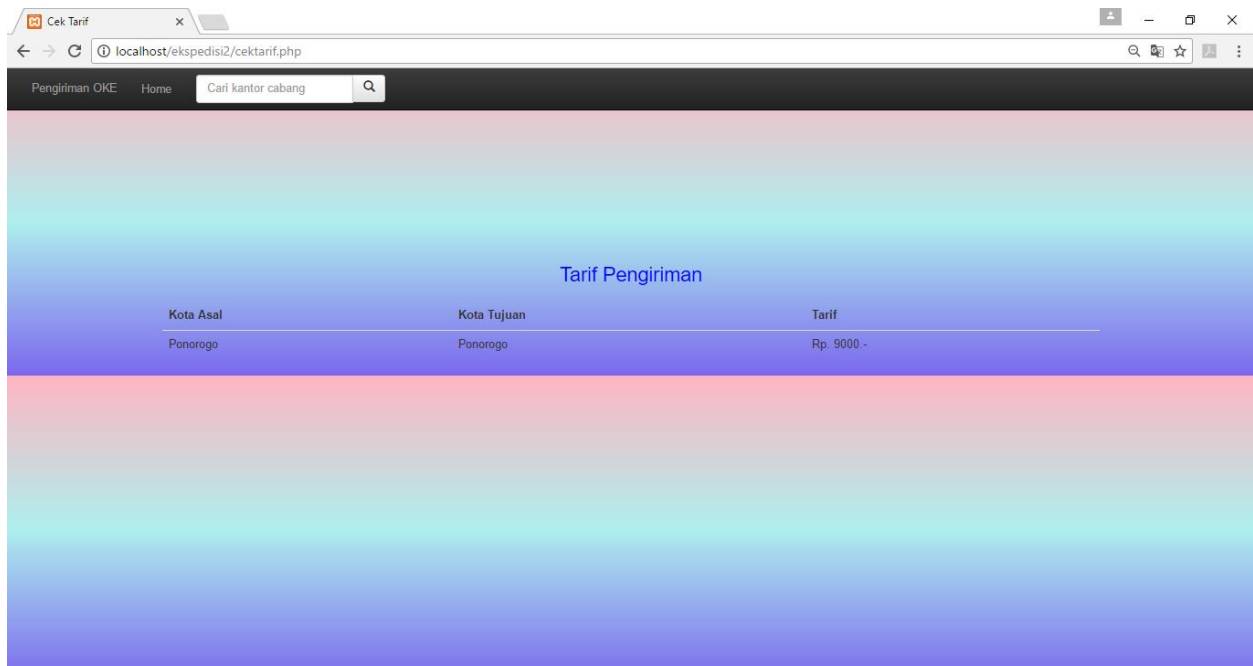 Cek Tarif
localhost/ekspedisi2/cektarif.php
Pengiriman OKE Home Cari kantor cabang
Tarif Pengiriman
Kota Asal Kota Tujuan Tarif
Ponorogo Ponorogo Rp. 9000.-